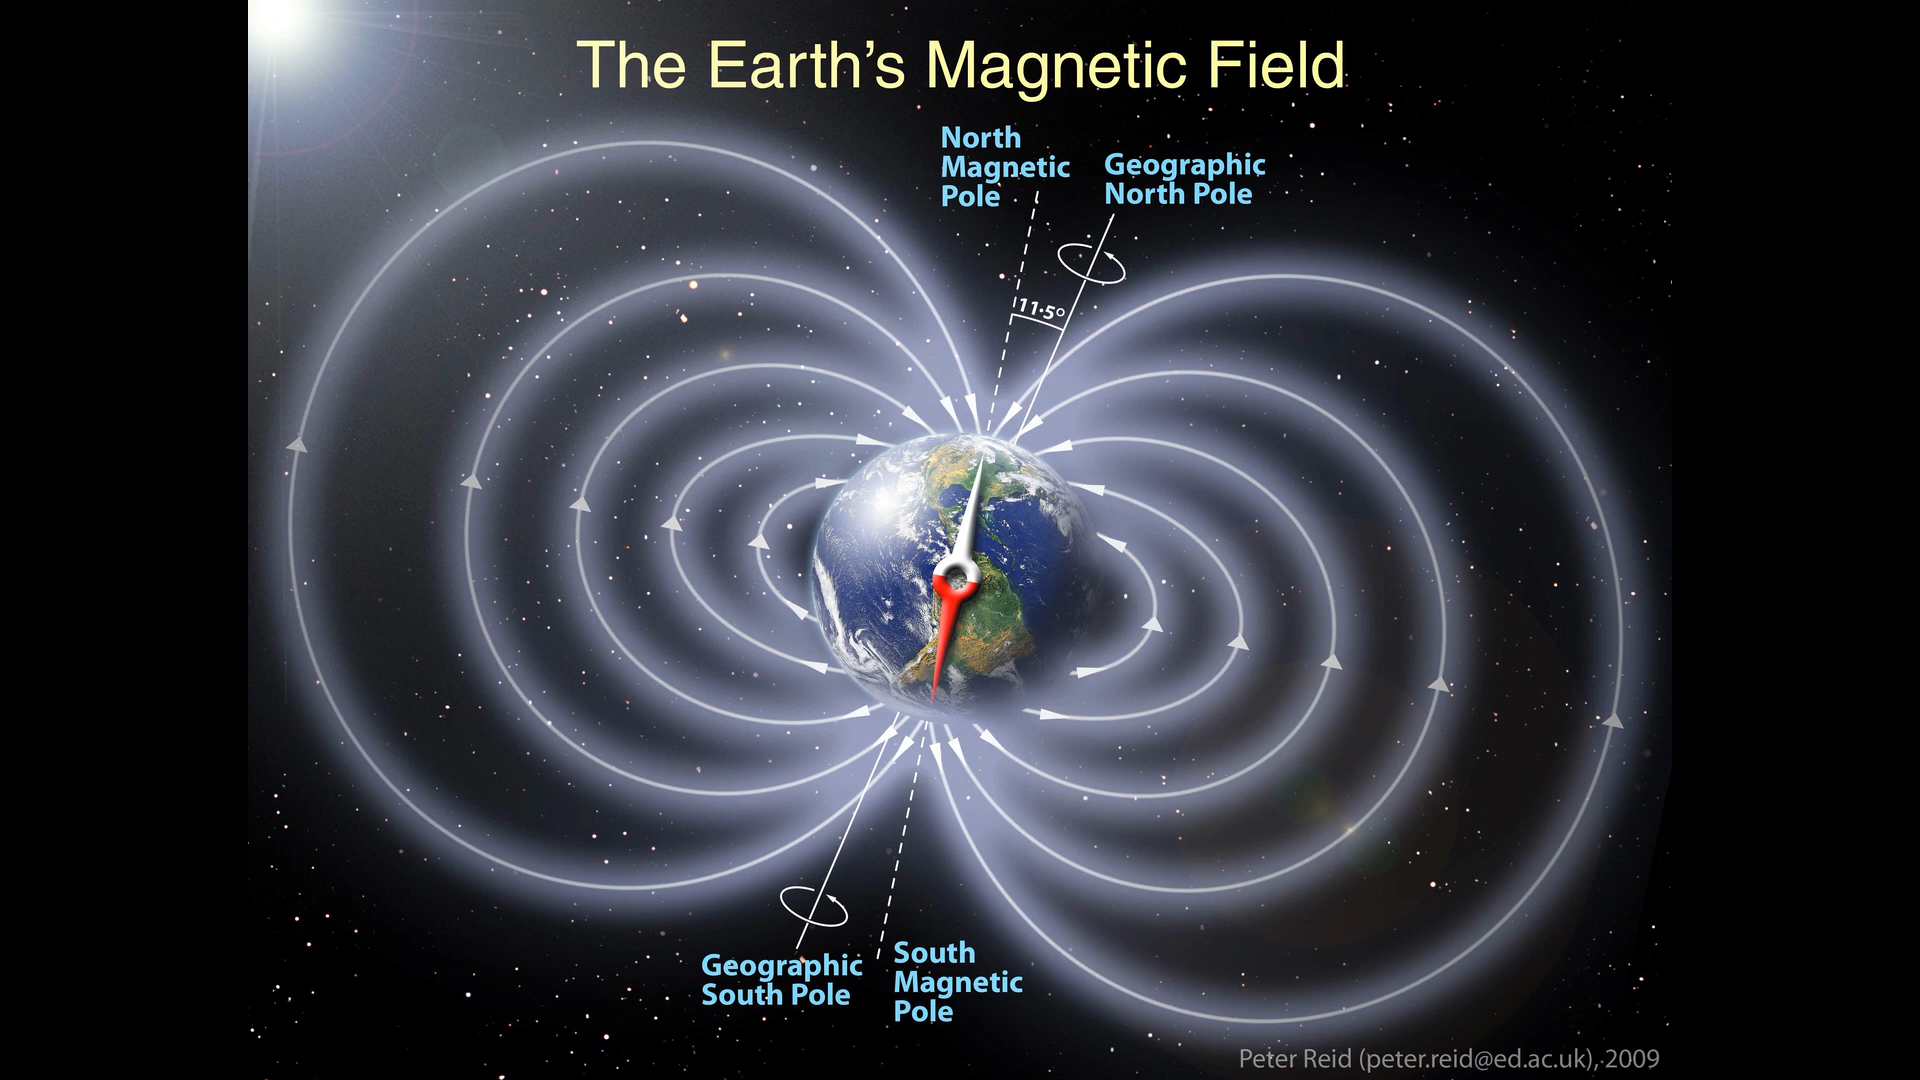 The Earth's Magnetic Field
North
Magnetic
Pole
Geographic
North Pole
11·5°
Geographic
South Pole
South
Magnetic
Pole
Peter Reid (peter.reid@ed.ac.uk), 2009